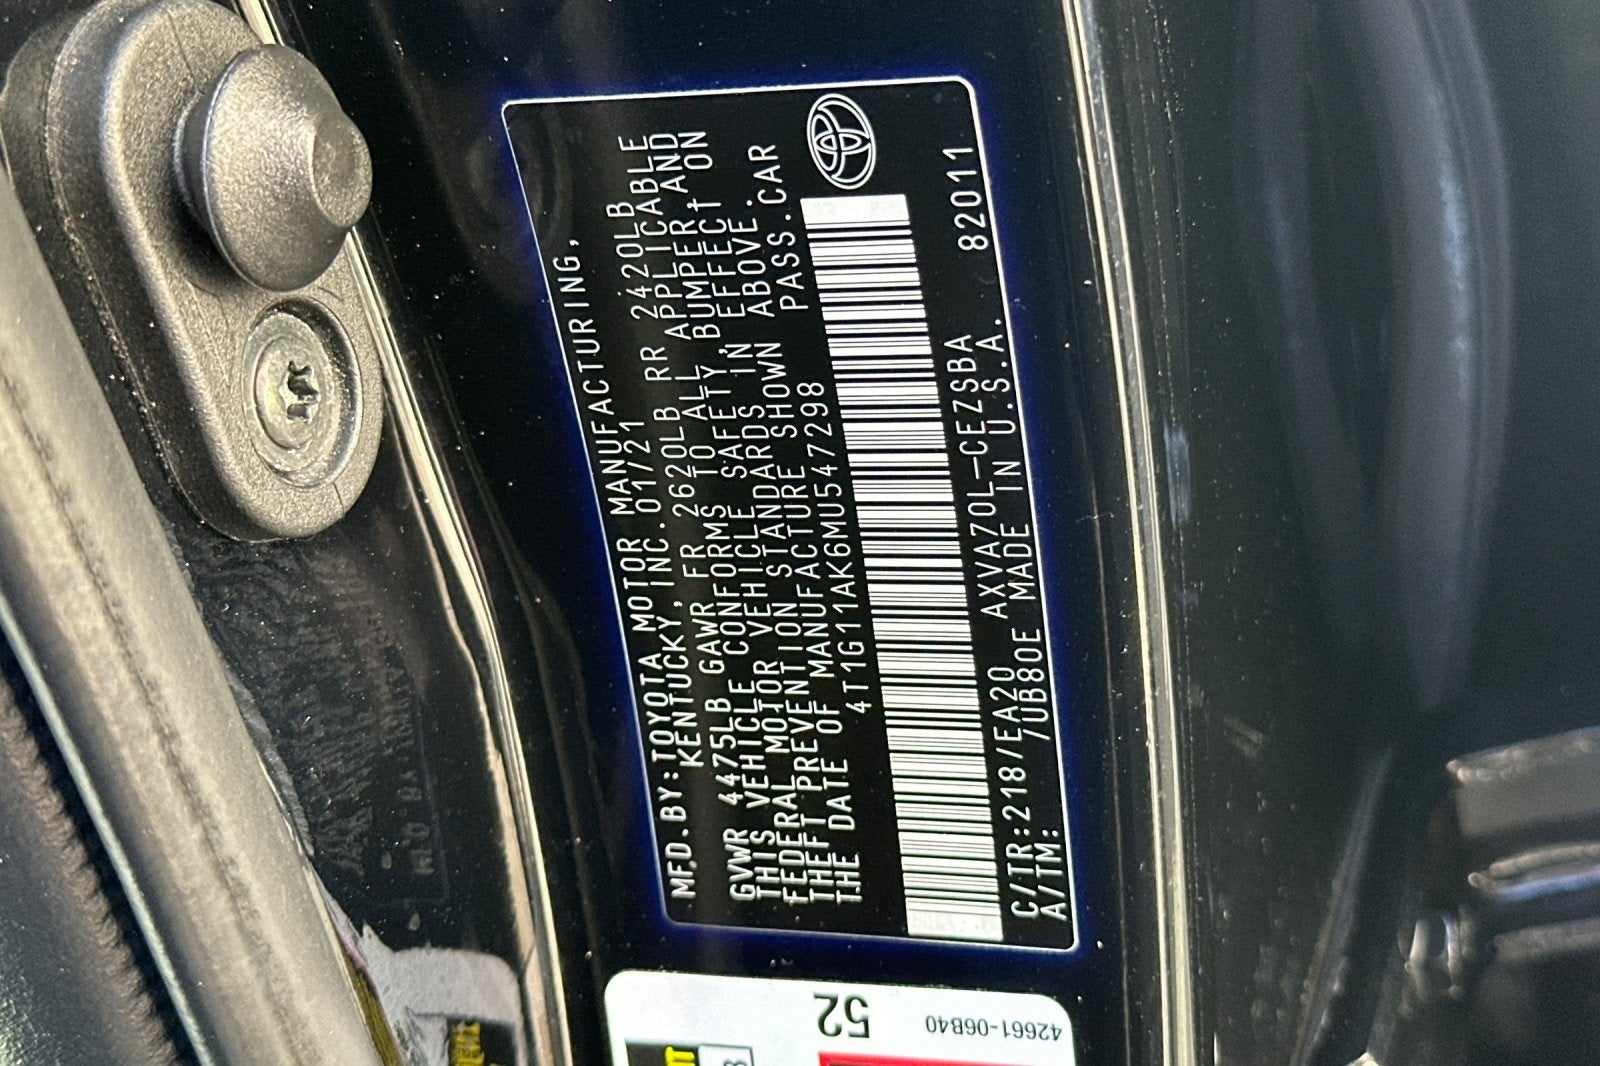 MFD.BY:TOYOTA MOTOR MANUFACTURING,
KENTUCKY, INC. 01/21
GVWR 4475LB GAWR FR 2620LB RR 2420LB
THIS VEHICLE CONFORMS TO ALL APPLICABLE
FEDERAL MOTOR VEHICLE SAFETY, BUMPER, AND
THEFT PREVENTION STANDARDS IN EFFECT ON
THE DATE OF MANUFACTURE SHOWN ABOVE.
4T1G11AK6MU547298 PASS.CAR
C/TR:218/EA20 AXVA70L-CEZSBA 82011
A/TM: /UB80E MADE IN U.S.A.
52
42661-06B40